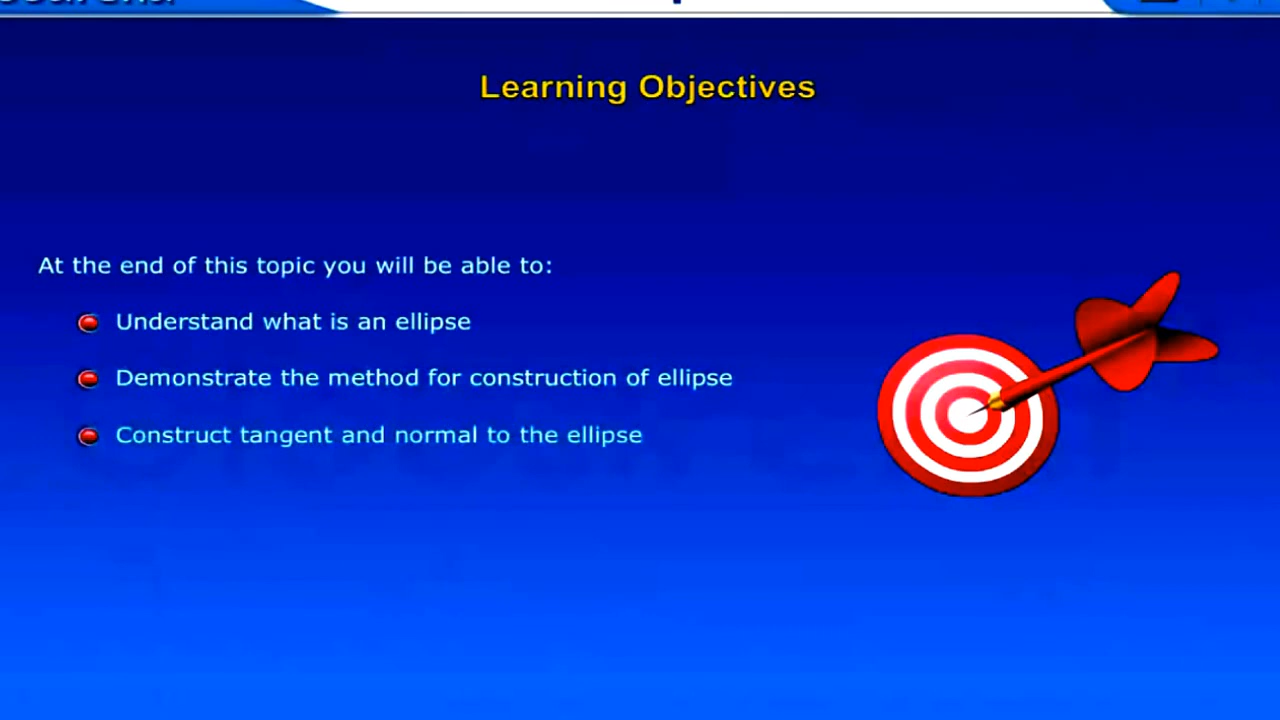 Learning Objectives
At the end of this topic you will be able to:
Understand what is an ellipse
Demonstrate the method for construction of ellipse
Construct tangent and normal to the ellipse